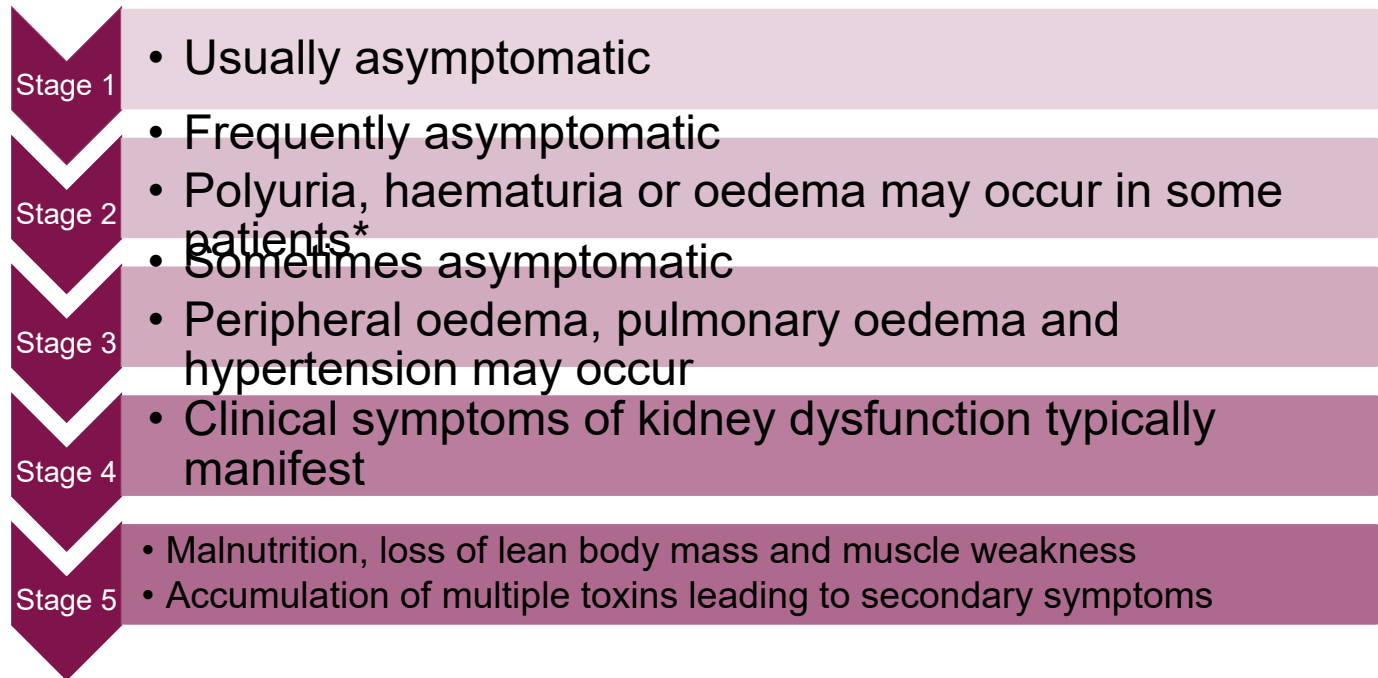 Stage 1
• Usually asymptomatic
Stage 2
• Frequently asymptomatic
• Polyuria, haematuria or oedema may occur in some
patients*
Stage 3
• Sometimes asymptomatic
• Peripheral oedema, pulmonary oedema and
hypertension may occur
Stage 4
• Clinical symptoms of kidney dysfunction typically
manifest
Stage 5
• Malnutrition, loss of lean body mass and muscle weakness
• Accumulation of multiple toxins leading to secondary symptoms